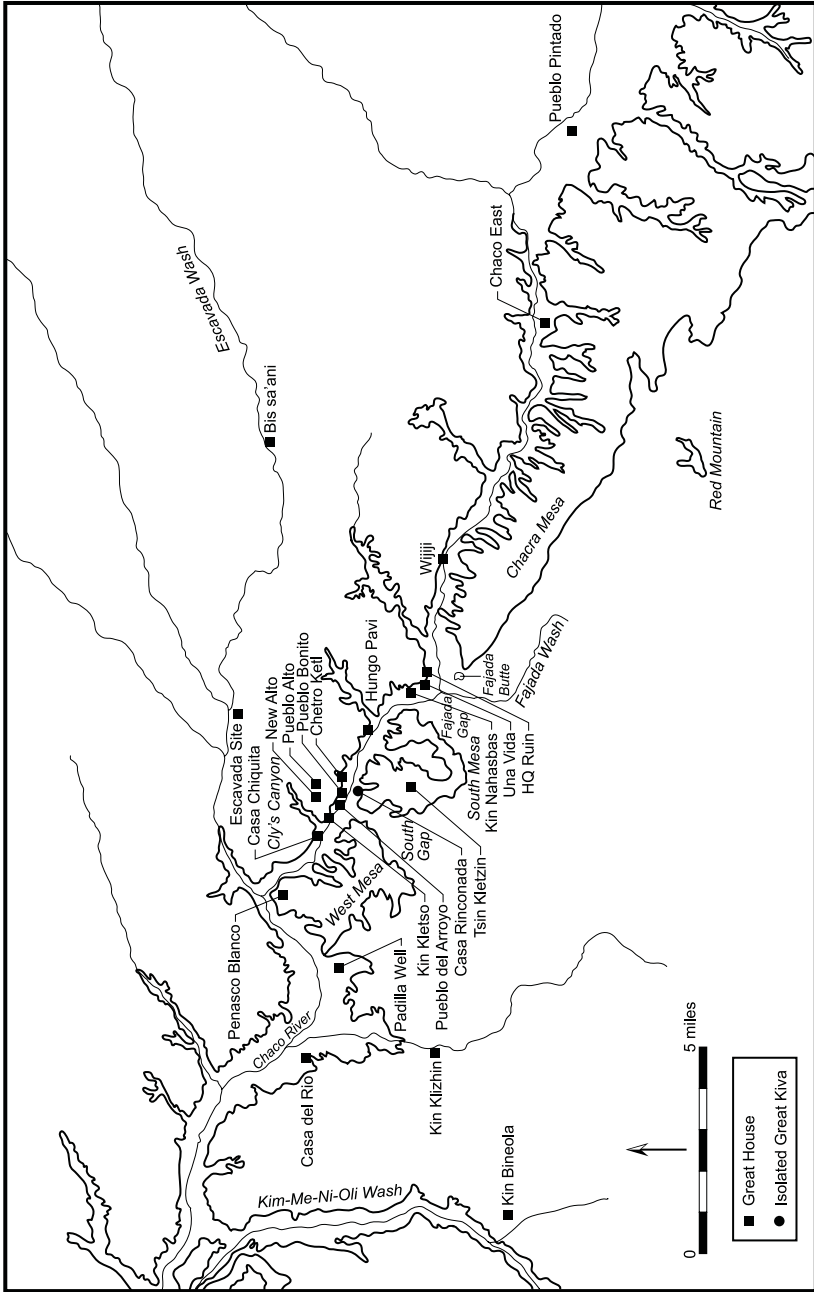 Escavada Wash
Pueblo Pintado
Chaco East
Bis sa'ani
Escavada Site
Casa Chiquita
Cly's Canyon
New Alto
Pueblo Alto
Pueblo Bonito
Chetro Ketl
Hungo Pavi
Wijiji
Chacra Mesa
Red Mountain
Penasco Blanco
West Mesa
South
Gap
Fajada
Gap
South Mesa
Fajada
Butte
Fajada Wash
Kin Nahasbas
Una Vida
HQ Ruin
Padilla Well
Kin Kletso
Pueblo del Arroyo
Casa Rinconada
Tsin Kletzin
Chaco River
Casa del Rio
Kin Klizhin
Kim-Me-Ni-Oli Wash
Kin Bineola
0
5 miles
Great House
Isolated Great Kiva